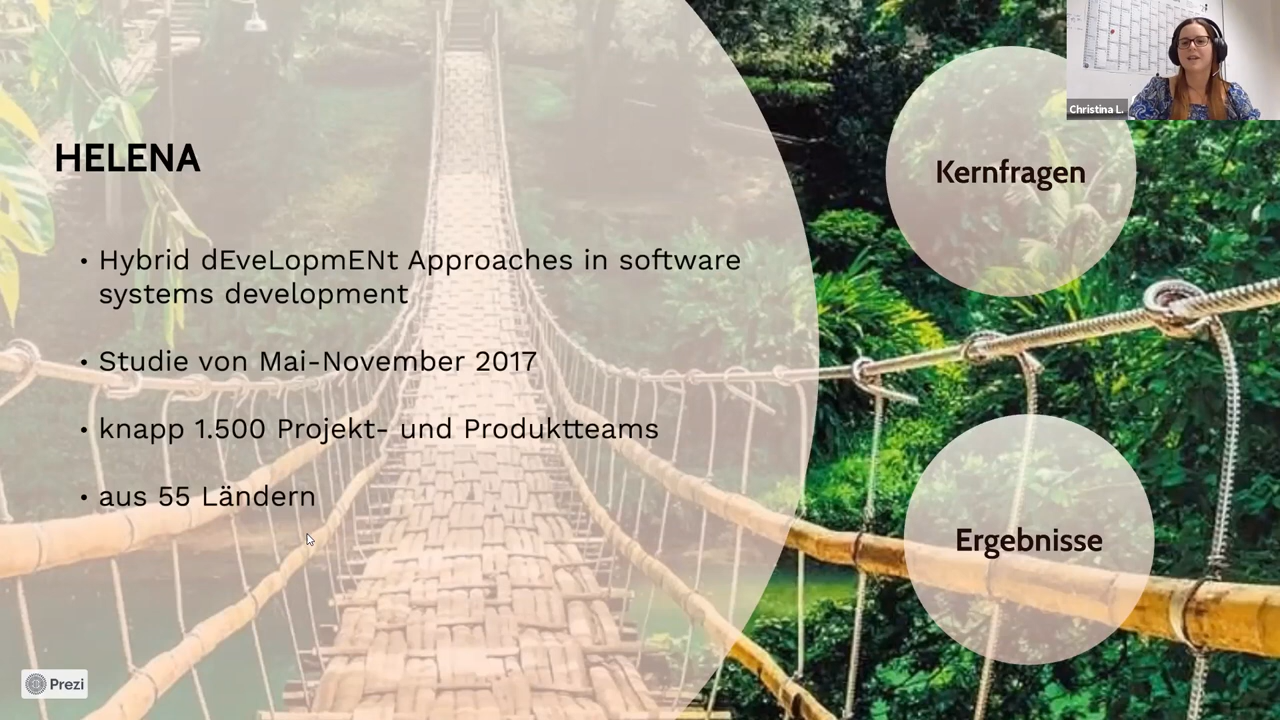 HELENA
• Hybrid dEveLopmENt Approaches in software
systems development
• Studie von Mai-November 2017
• knapp 1.500 Projekt- und Produktteams
• aus 55 Ländern
Kernfragen
Ergebnisse
Christina L.
Prezi